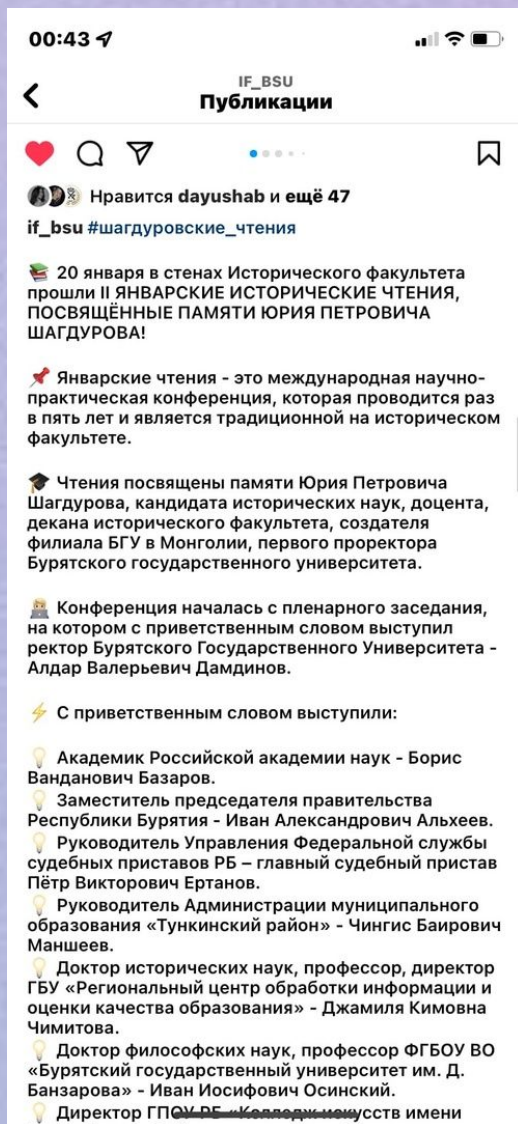 00:43
IF_BSU
Публикации
Нравится dayushab и ещё 47
if_bsu #шагдуровские_чтения
📚 20 января в стенах Исторического факультета
прошли II ЯНВАРСКИЕ ИСТОРИЧЕСКИЕ ЧТЕНИЯ,
ПОСВЯЩЁННЫЕ ПАМЯТИ ЮРИЯ ПЕТРОВИЧА
ШАГДУРОВА!
📌 Январские чтения - это международная научно-
практическая конференция, которая проводится раз
в пять лет и является традиционной на историческом
факультете.
🎓 Чтения посвящены памяти Юрия Петровича
Шагдурова, кандидата исторических наук, доцента,
декана исторического факультета, создателя
филиала БГУ в Монголии, первого проректора
Бурятского государственного университета.
🧑🏼‍💻 Конференция началась с пленарного заседания,
на котором с приветственным словом выступил
ректор Бурятского Государственного Университета -
Алдар Валерьевич Дамдинов.
⚡ С приветственным словом выступили:
💡 Академик Российской академии наук - Борис
Ванданович Базаров.
💡 Заместитель председателя правительства
Республики Бурятия - Иван Александрович Альхеев.
💡 Руководитель Управления Федеральной службы
судебных приставов РБ – главный судебный пристав
Пётр Викторович Ертанов.
💡 Руководитель Администрации муниципального
образования «Тункинский район» - Чингис Баирович
Маншеев.
💡 Доктор исторических наук, профессор, директор
ГБУ «Региональный центр обработки информации и
оценки качества образования» - Джамиля Кимовна
Чимитова.
💡 Доктор философских наук, профессор ФГБОУ ВО
«Бурятский государственный университет им. Д.
Банзарова» - Иван Иосифович Осинский.
💡 Директор ГПОУ РБ «Колледж искусств имени